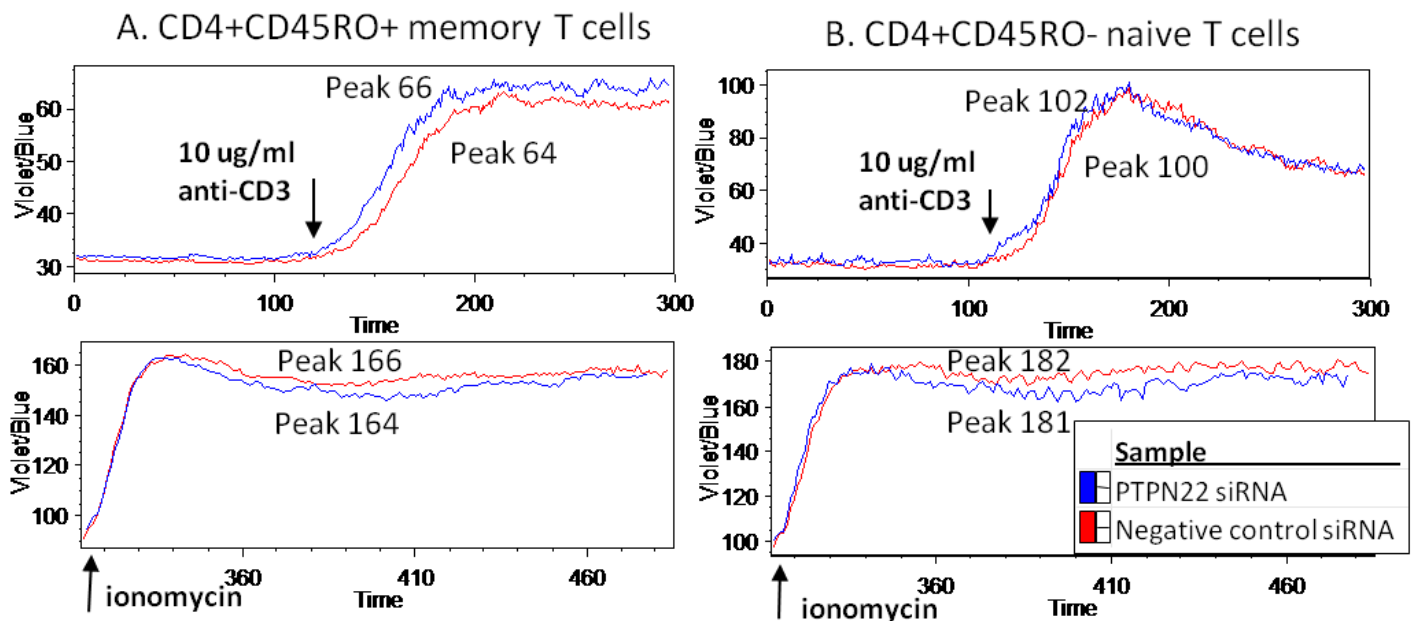 A. CD4+CD45RO+ memory T cells
B. CD4+CD45RO- naive T cells
Violet/Blue
60
50
40
30
Peak 66
Peak 64
10 ug/ml
anti-CD3
0
100
200
300
Time
Violet/Blue
100
80
60
40
Peak 102
Peak 100
10 ug/ml
anti-CD3
0
100
200
300
Time
Violet/Blue
160
140
120
100
Peak 166
Peak 164
360
410
460
Time
ionomycin
Violet/Blue
180
160
140
120
100
Peak 182
Peak 181
360
410
460
Time
ionomycin
Sample
PTPN22 siRNA
Negative control siRNA